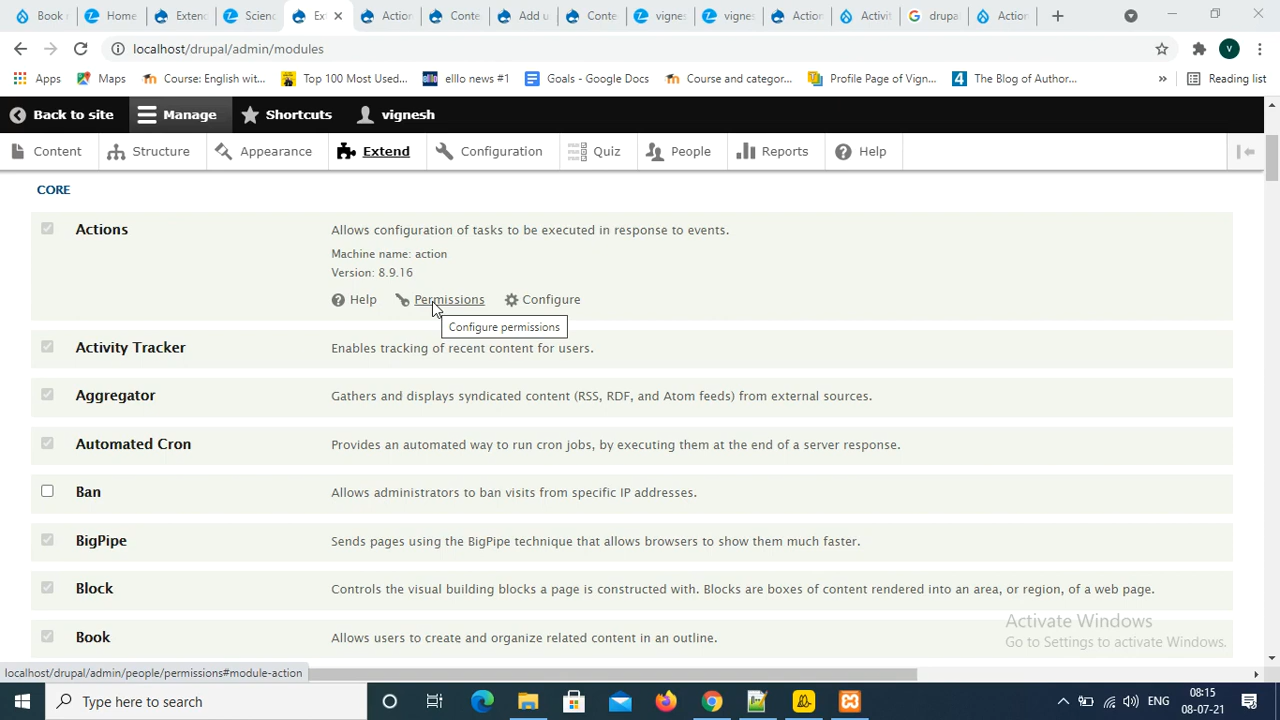 Book Home Extend Scienc Ex Action Conte Add u Conte vignes vignes Action Activit drupal Action
localhost/drupal/admin/modules
V
Apps Maps Course: English wit... Top 100 Most Used... elllo news #1 Goals - Google Docs Course and categor... Profile Page of Vign... The Blog of Author... » Reading list
Back to site Manage Shortcuts vignesh
Content Structure Appearance Extend Configuration Quiz People Reports Help
CORE
Actions Allows configuration of tasks to be executed in response to events.
Machine name: action
Version: 8.9.16
Help Permissions Configure
Configure permissions
Activity Tracker Enables tracking of recent content for users.
Aggregator Gathers and displays syndicated content (RSS, RDF, and Atom feeds) from external sources.
Automated Cron Provides an automated way to run cron jobs, by executing them at the end of a server response.
Ban Allows administrators to ban visits from specific IP addresses.
BigPipe Sends pages using the BigPipe technique that allows browsers to show them much faster.
Block Controls the visual building blocks a page is constructed with. Blocks are boxes of content rendered into an area, or region, of a web page.
Activate Windows
Book Allows users to create and organize related content in an outline.
Go to Settings to activate Windows.
localhost/drupal/admin/people/permissions#module-action
Type here to search
ENG
08:15
08-07-21